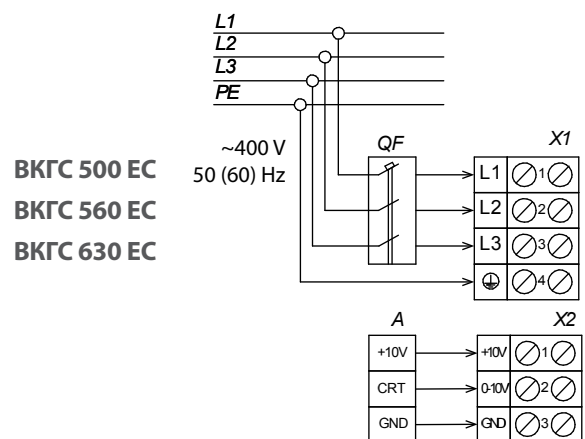 L1
L2
L3
PE
~400 V
50 (60) Hz
QF
X1
ВКГС 500 ЕС
ВКГС 560 ЕС
ВКГС 630 ЕС
L1 1
L2 2
L3 3
4
A
X2
+10V +10V 1
CRT 0-10V 2
GND GND 3